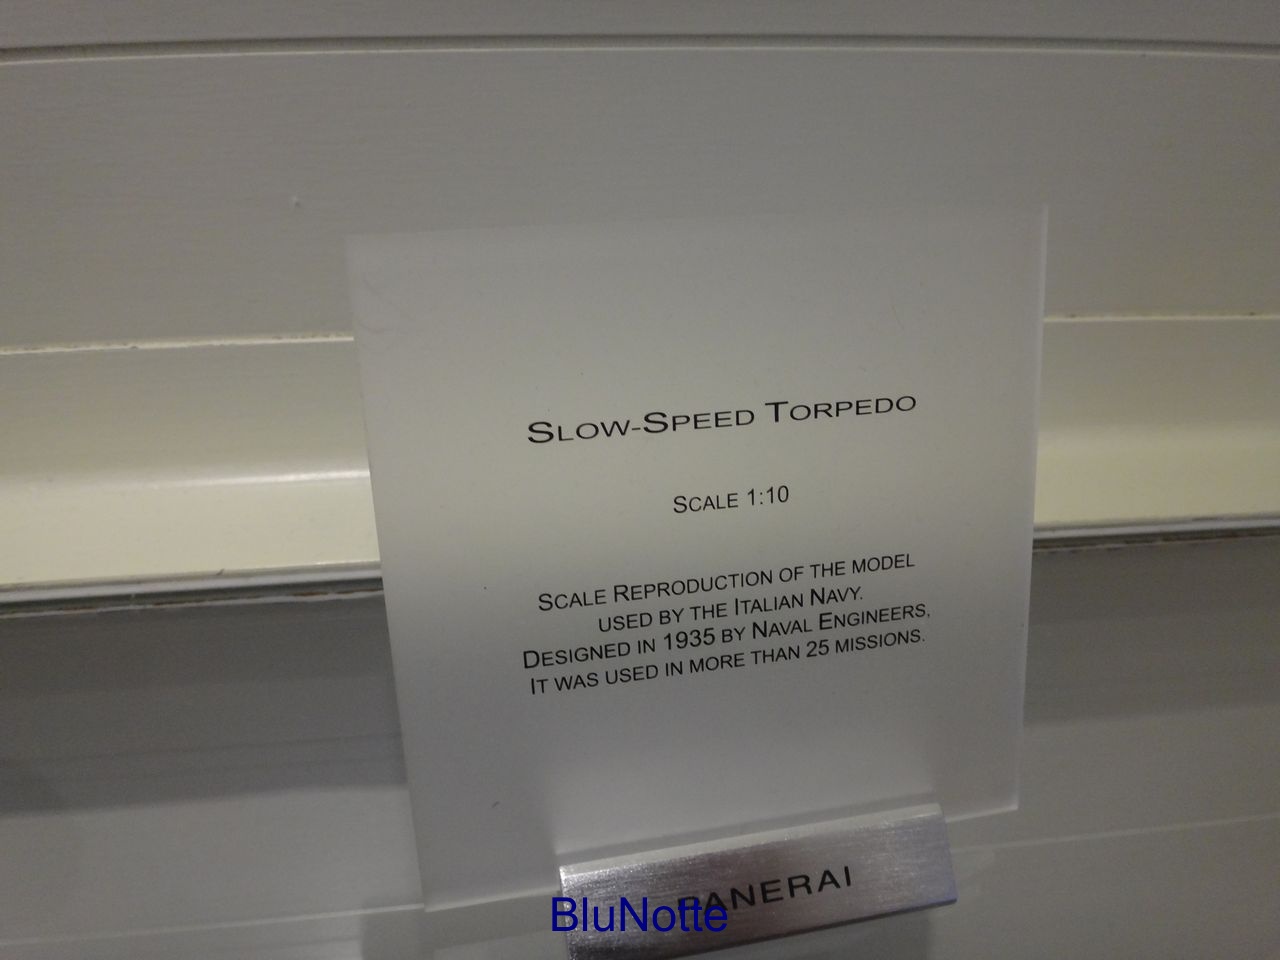 SLOW-SPEED TORPEDO
SCALE 1:10
SCALE REPRODUCTION OF THE MODEL
USED BY THE ITALIAN NAVY.
DESIGNED IN 1935 BY NAVAL ENGINEERS,
IT WAS USED IN MORE THAN 25 MISSIONS.
PANERAI
BluNotte